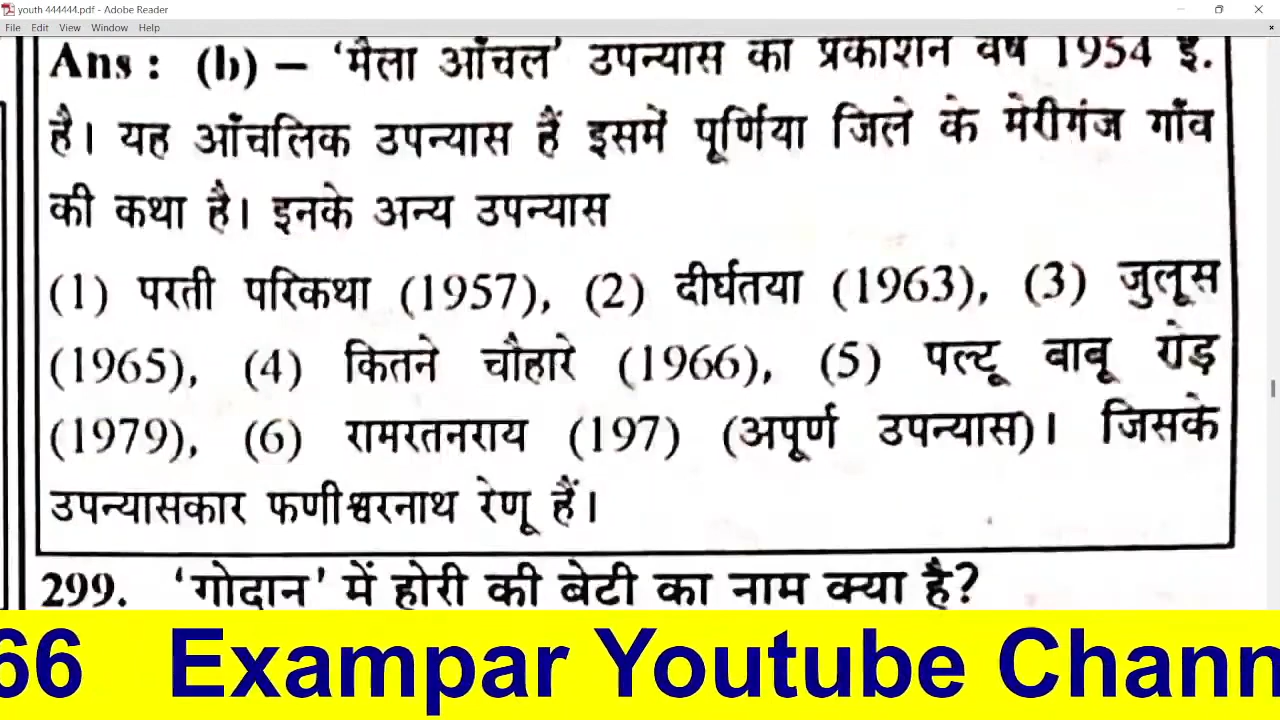 youth 444444.pdf - Adobe Reader
File Edit View Window Help
Ans : (b) – 'मैला आँचल' उपन्यास का प्रकाशन वर्ष 1954 ई.
है। यह आँचलिक उपन्यास हैं इसमें पूर्णिया जिले के मेरीगंज गाँव
की कथा है। इनके अन्य उपन्यास
(1) परती परिकथा (1957), (2) दीर्घतया (1963), (3) जुलूस
(1965), (4) कितने चौहारे (1966), (5) पल्टू बाबू रोड़
(1979), (6) रामरतनराय (197) (अपूर्ण उपन्यास)। जिसके
उपन्यासकार फणीश्वरनाथ रेणू हैं।
299. 'गोदान' में होरी की बेटी का नाम क्या है?
66 Exampar Youtube Chann